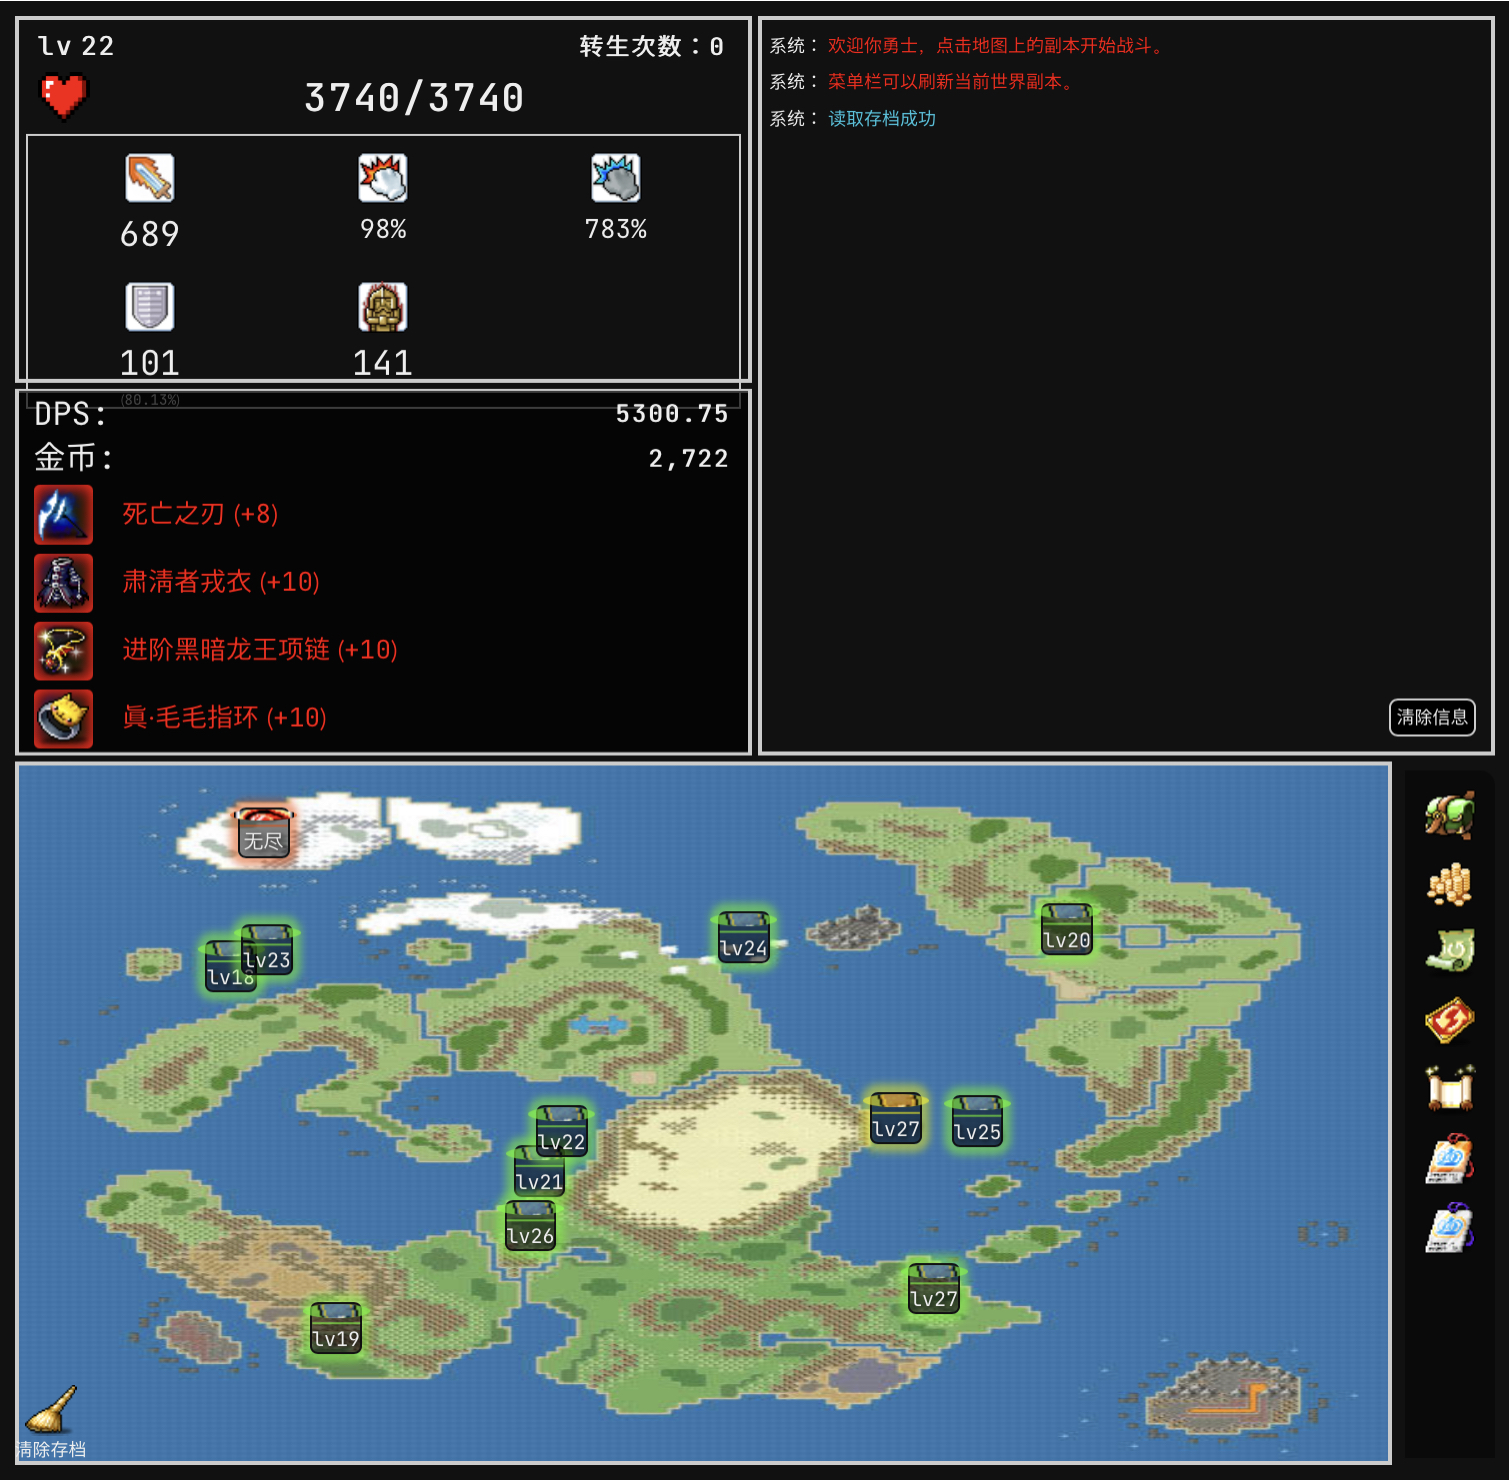 lv 22
转生次数：0
3740/3740
689
98%
783%
101
141
(80.13%)
DPS:
5300.75
金币:
2,722
死亡之刃 (+8)
肃清者戎衣 (+10)
进阶黑暗龙王项链 (+10)
真·毛毛指环 (+10)
系统： 欢迎你勇士，点击地图上的副本开始战斗。
系统： 菜单栏可以刷新当前世界副本。
系统： 读取存档成功
清除信息
无尽
lv18
lv23
lv24
lv20
lv22
lv27
lv25
lv21
lv26
lv27
lv19
清除存档